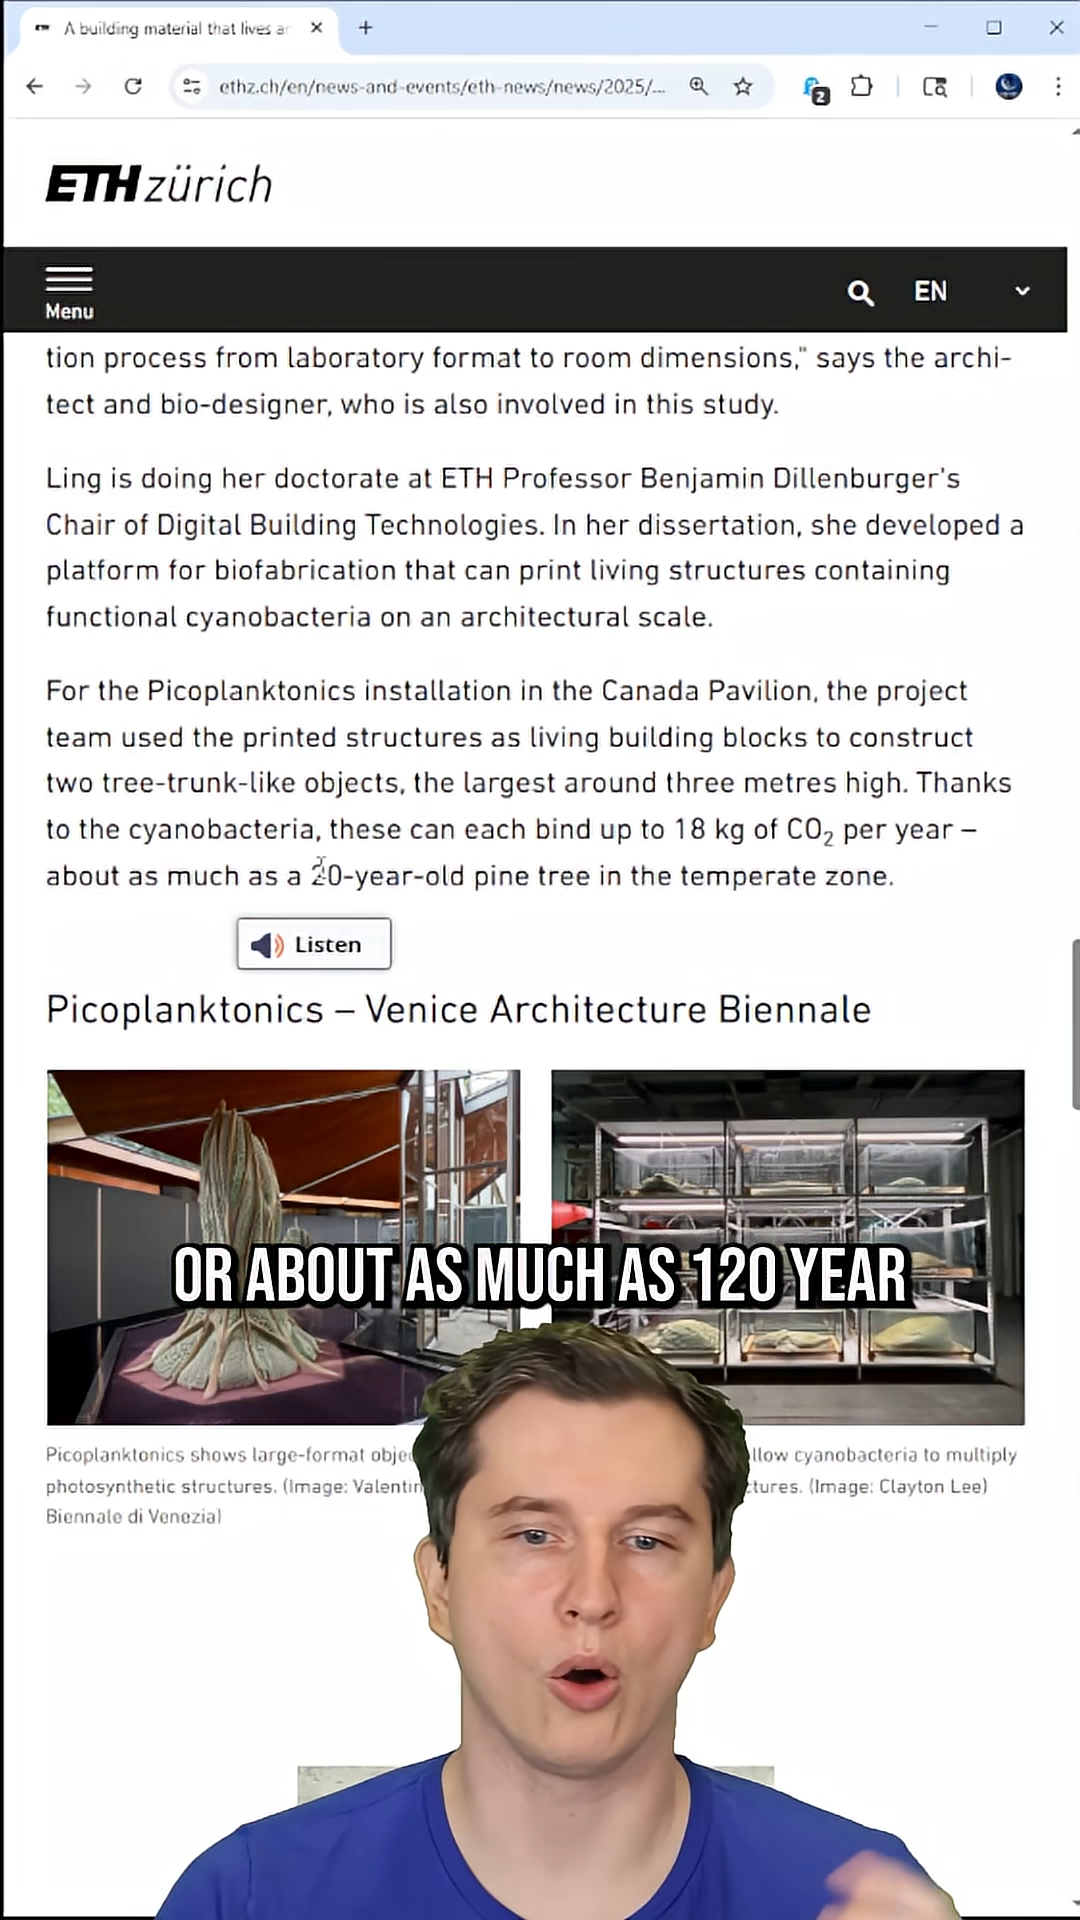 A building material that lives ar
ethz.ch/en/news-and-events/eth-news/news/2025/...
2
ETH zürich
Menu
EN
tion process from laboratory format to room dimensions," says the archi-
tect and bio-designer, who is also involved in this study.
Ling is doing her doctorate at ETH Professor Benjamin Dillenburger's
Chair of Digital Building Technologies. In her dissertation, she developed a
platform for biofabrication that can print living structures containing
functional cyanobacteria on an architectural scale.
For the Picoplanktonics installation in the Canada Pavilion, the project
team used the printed structures as living building blocks to construct
two tree-trunk-like objects, the largest around three metres high. Thanks
to the cyanobacteria, these can each bind up to 18 kg of CO₂ per year –
about as much as a 20-year-old pine tree in the temperate zone.
Listen
Picoplanktonics – Venice Architecture Biennale
OR ABOUT AS MUCH AS 120 YEAR
Picoplanktonics shows large-format obje
photosynthetic structures. (Image: Valentin
Biennale di Venezia)
llow cyanobacteria to multiply
ctures. (Image: Clayton Lee)